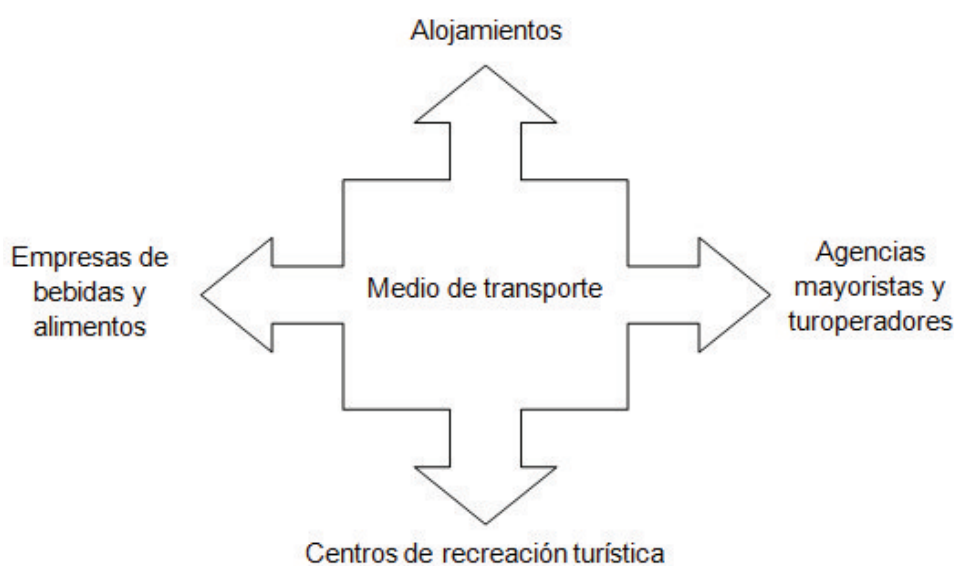 Alojamientos
Empresas de
bebidas y
alimentos
Medio de transporte
Agencias
mayoristas y
turoperadores
Centros de recreación turística